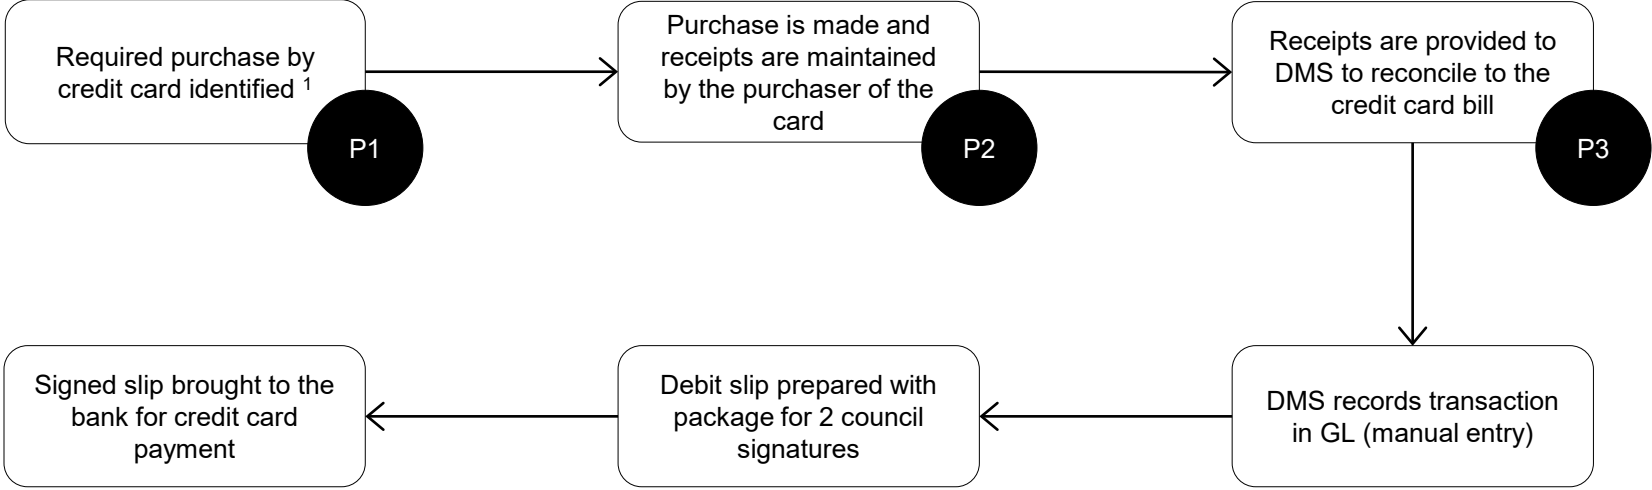 Required purchase by
credit card identified ¹
P1
Purchase is made and
receipts are maintained
by the purchaser of the
card
P2
Receipts are provided to
DMS to reconcile to the
credit card bill
P3
DMS records transaction
in GL (manual entry)
Debit slip prepared with
package for 2 council
signatures
Signed slip brought to the
bank for credit card
payment